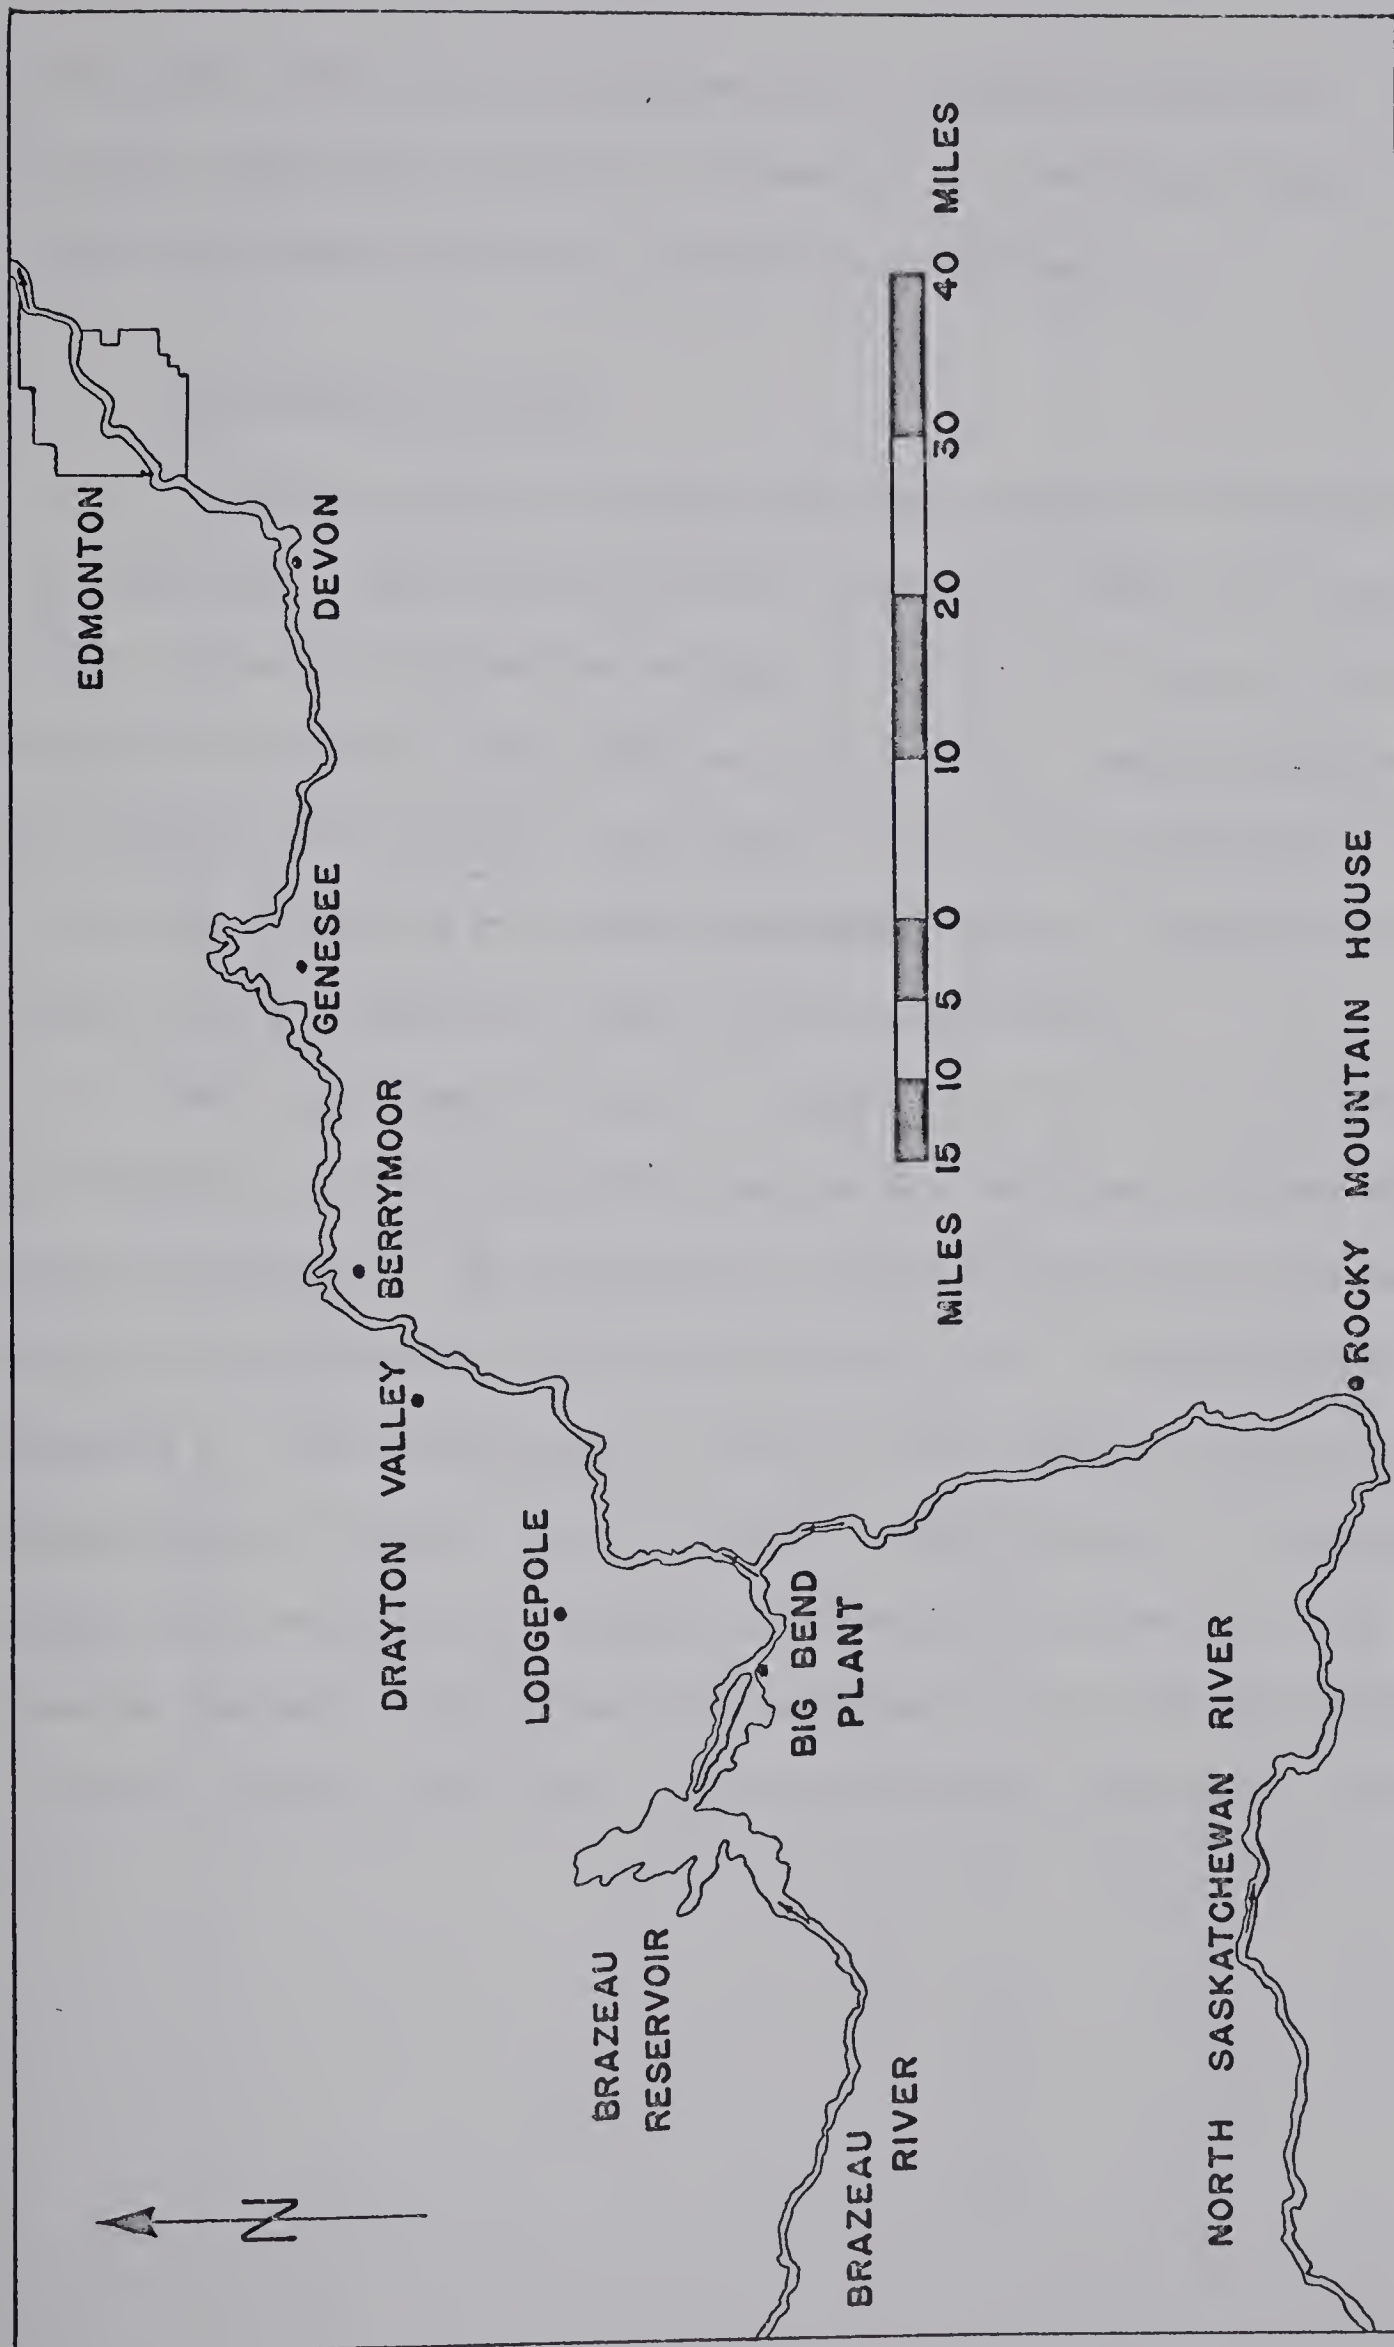 N
EDMONTON
DEVON
GENESEE
BERRYMOOR
DRAYTON VALLEY
LODGEPOLE
BRAZEAU
RESERVOIR
BIG BEND
PLANT
BRAZEAU
RIVER
MILES 15 10 5 0 10 20 30 40 MILES
NORTH SASKATCHEWAN RIVER
ROCKY MOUNTAIN HOUSE